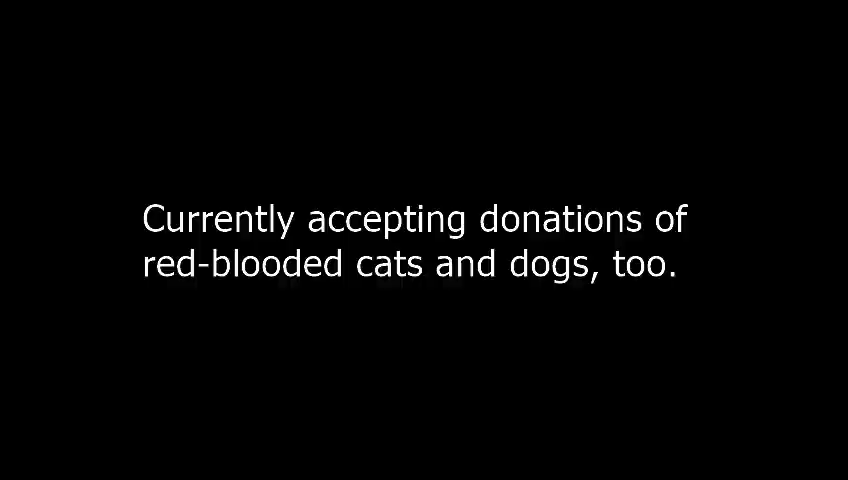 Currently accepting donations of
red-blooded cats and dogs, too.